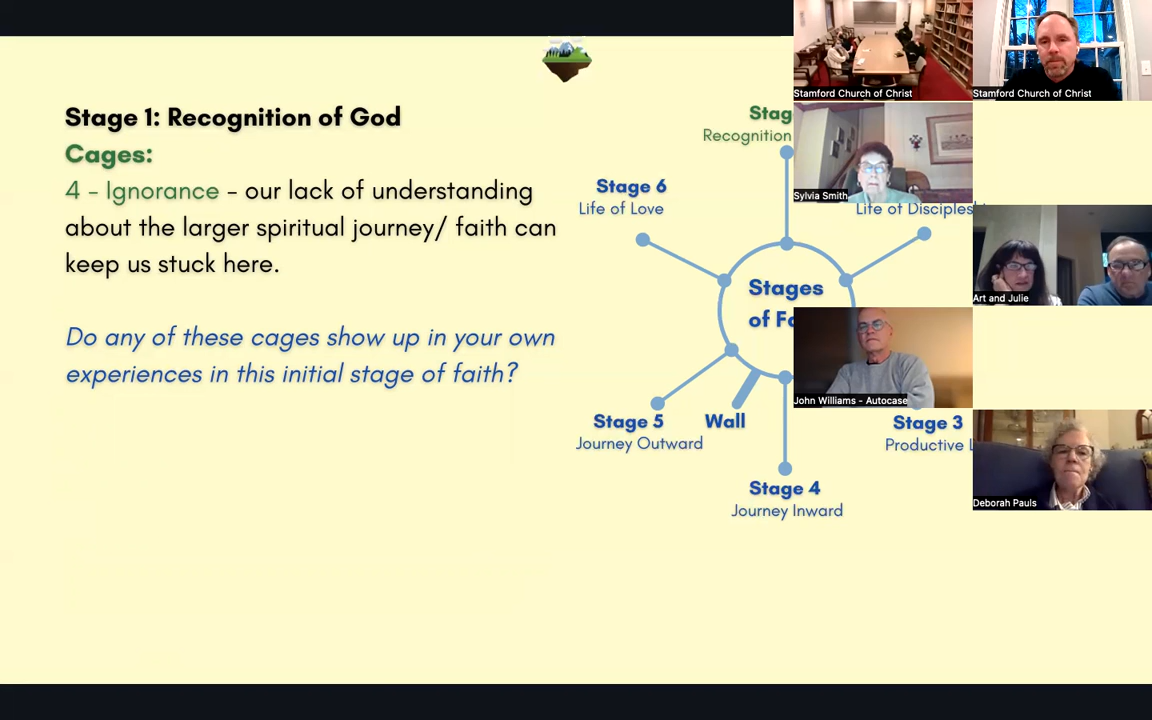 Stage 1: Recognition of God
Cages:
4 - Ignorance - our lack of understanding
about the larger spiritual journey/ faith can
keep us stuck here.
Do any of these cages show up in your own
experiences in this initial stage of faith?
Recognition
Stage 6
Life of Love
Life of
Stages
of
Stage 5
Journey Outward
Wall
Stage 4
Journey Inward
Stage 3
Productive
Stamford Church of Christ
Stamford Church of Christ
Sylvia Smith
Art and Julie
John Williams - Autocase
Deborah Pauls